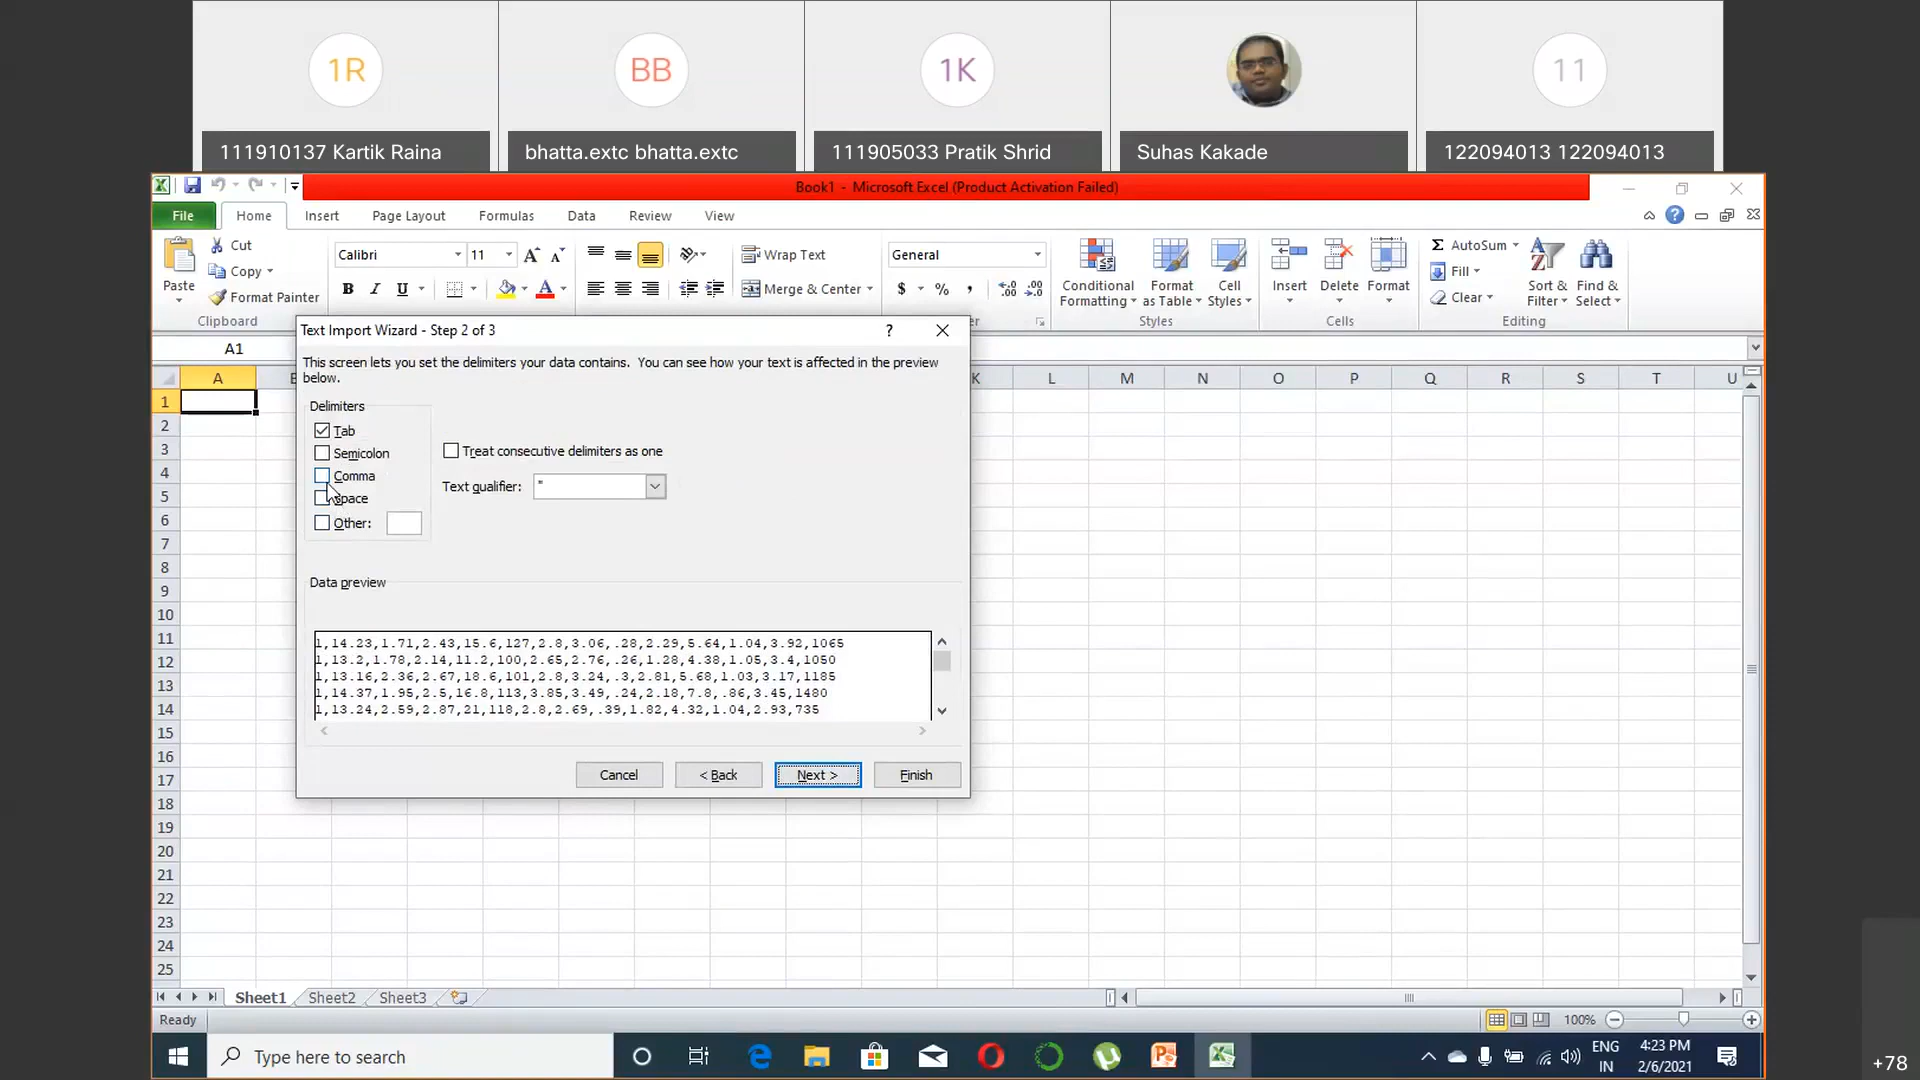 1R
BB
1K
11
111910137 Kartik Raina
bhatta.extc bhatta.extc
111905033 Pratik Shrid
Suhas Kakade
122094013 122094013
Book1 - Microsoft Excel (Product Activation Failed)
File Home Insert Page Layout Formulas Data Review View
Cut
Copy
Format Painter
Paste
Clipboard
Calibri 11
B I U
Wrap Text
Merge & Center
General
$ % ,
Conditional Formatting
Format as Table
Cell Styles
Styles
Insert Delete Format
Cells
AutoSum
Fill
Clear
Sort & Filter
Find & Select
Editing
A1
Text Import Wizard - Step 2 of 3
This screen lets you set the delimiters your data contains. You can see how your text is affected in the preview
below.
Delimiters
Tab
Semicolon
Comma
Space
Other:
Treat consecutive delimiters as one
Text qualifier: "
Data preview
1,14.23,1.71,2.43,15.6,127,2.8,3.06,.28,2.29,5.64,1.04,3.92,1065
1,13.2,1.78,2.14,11.2,100,2.65,2.76,.26,1.28,4.38,1.05,3.4,1050
1,13.16,2.36,2.67,18.6,101,2.8,3.24,.3,2.81,5.68,1.03,3.17,1185
1,14.37,1.95,2.5,16.8,113,3.85,3.49,.24,2.18,7.8,.86,3.45,1480
1,13.24,2.59,2.87,21,118,2.8,2.69,.39,1.82,4.32,1.04,2.93,735
Cancel < Back Next > Finish
A K L M N O P Q R S T U
1
2
3
4
5
6
7
8
9
10
11
12
13
14
15
16
17
18
19
20
21
22
23
24
25
Sheet1 Sheet2 Sheet3
Ready
100%
Type here to search
ENG
IN
4:23 PM
2/6/2021
+78